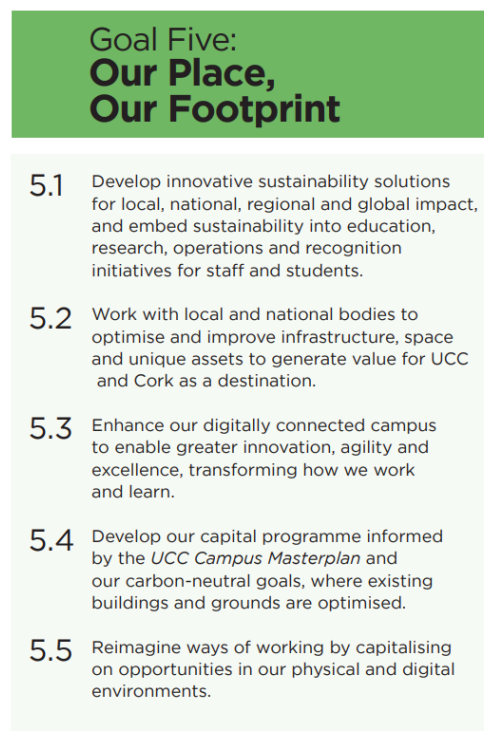 Goal Five:
Our Place,
Our Footprint
5.1 Develop innovative sustainability solutions
for local, national, regional and global impact,
and embed sustainability into education,
research, operations and recognition
initiatives for staff and students.
5.2 Work with local and national bodies to
optimise and improve infrastructure, space
and unique assets to generate value for UCC
and Cork as a destination.
5.3 Enhance our digitally connected campus
to enable greater innovation, agility and
excellence, transforming how we work
and learn.
5.4 Develop our capital programme informed
by the UCC Campus Masterplan and
our carbon-neutral goals, where existing
buildings and grounds are optimised.
5.5 Reimagine ways of working by capitalising
on opportunities in our physical and digital
environments.